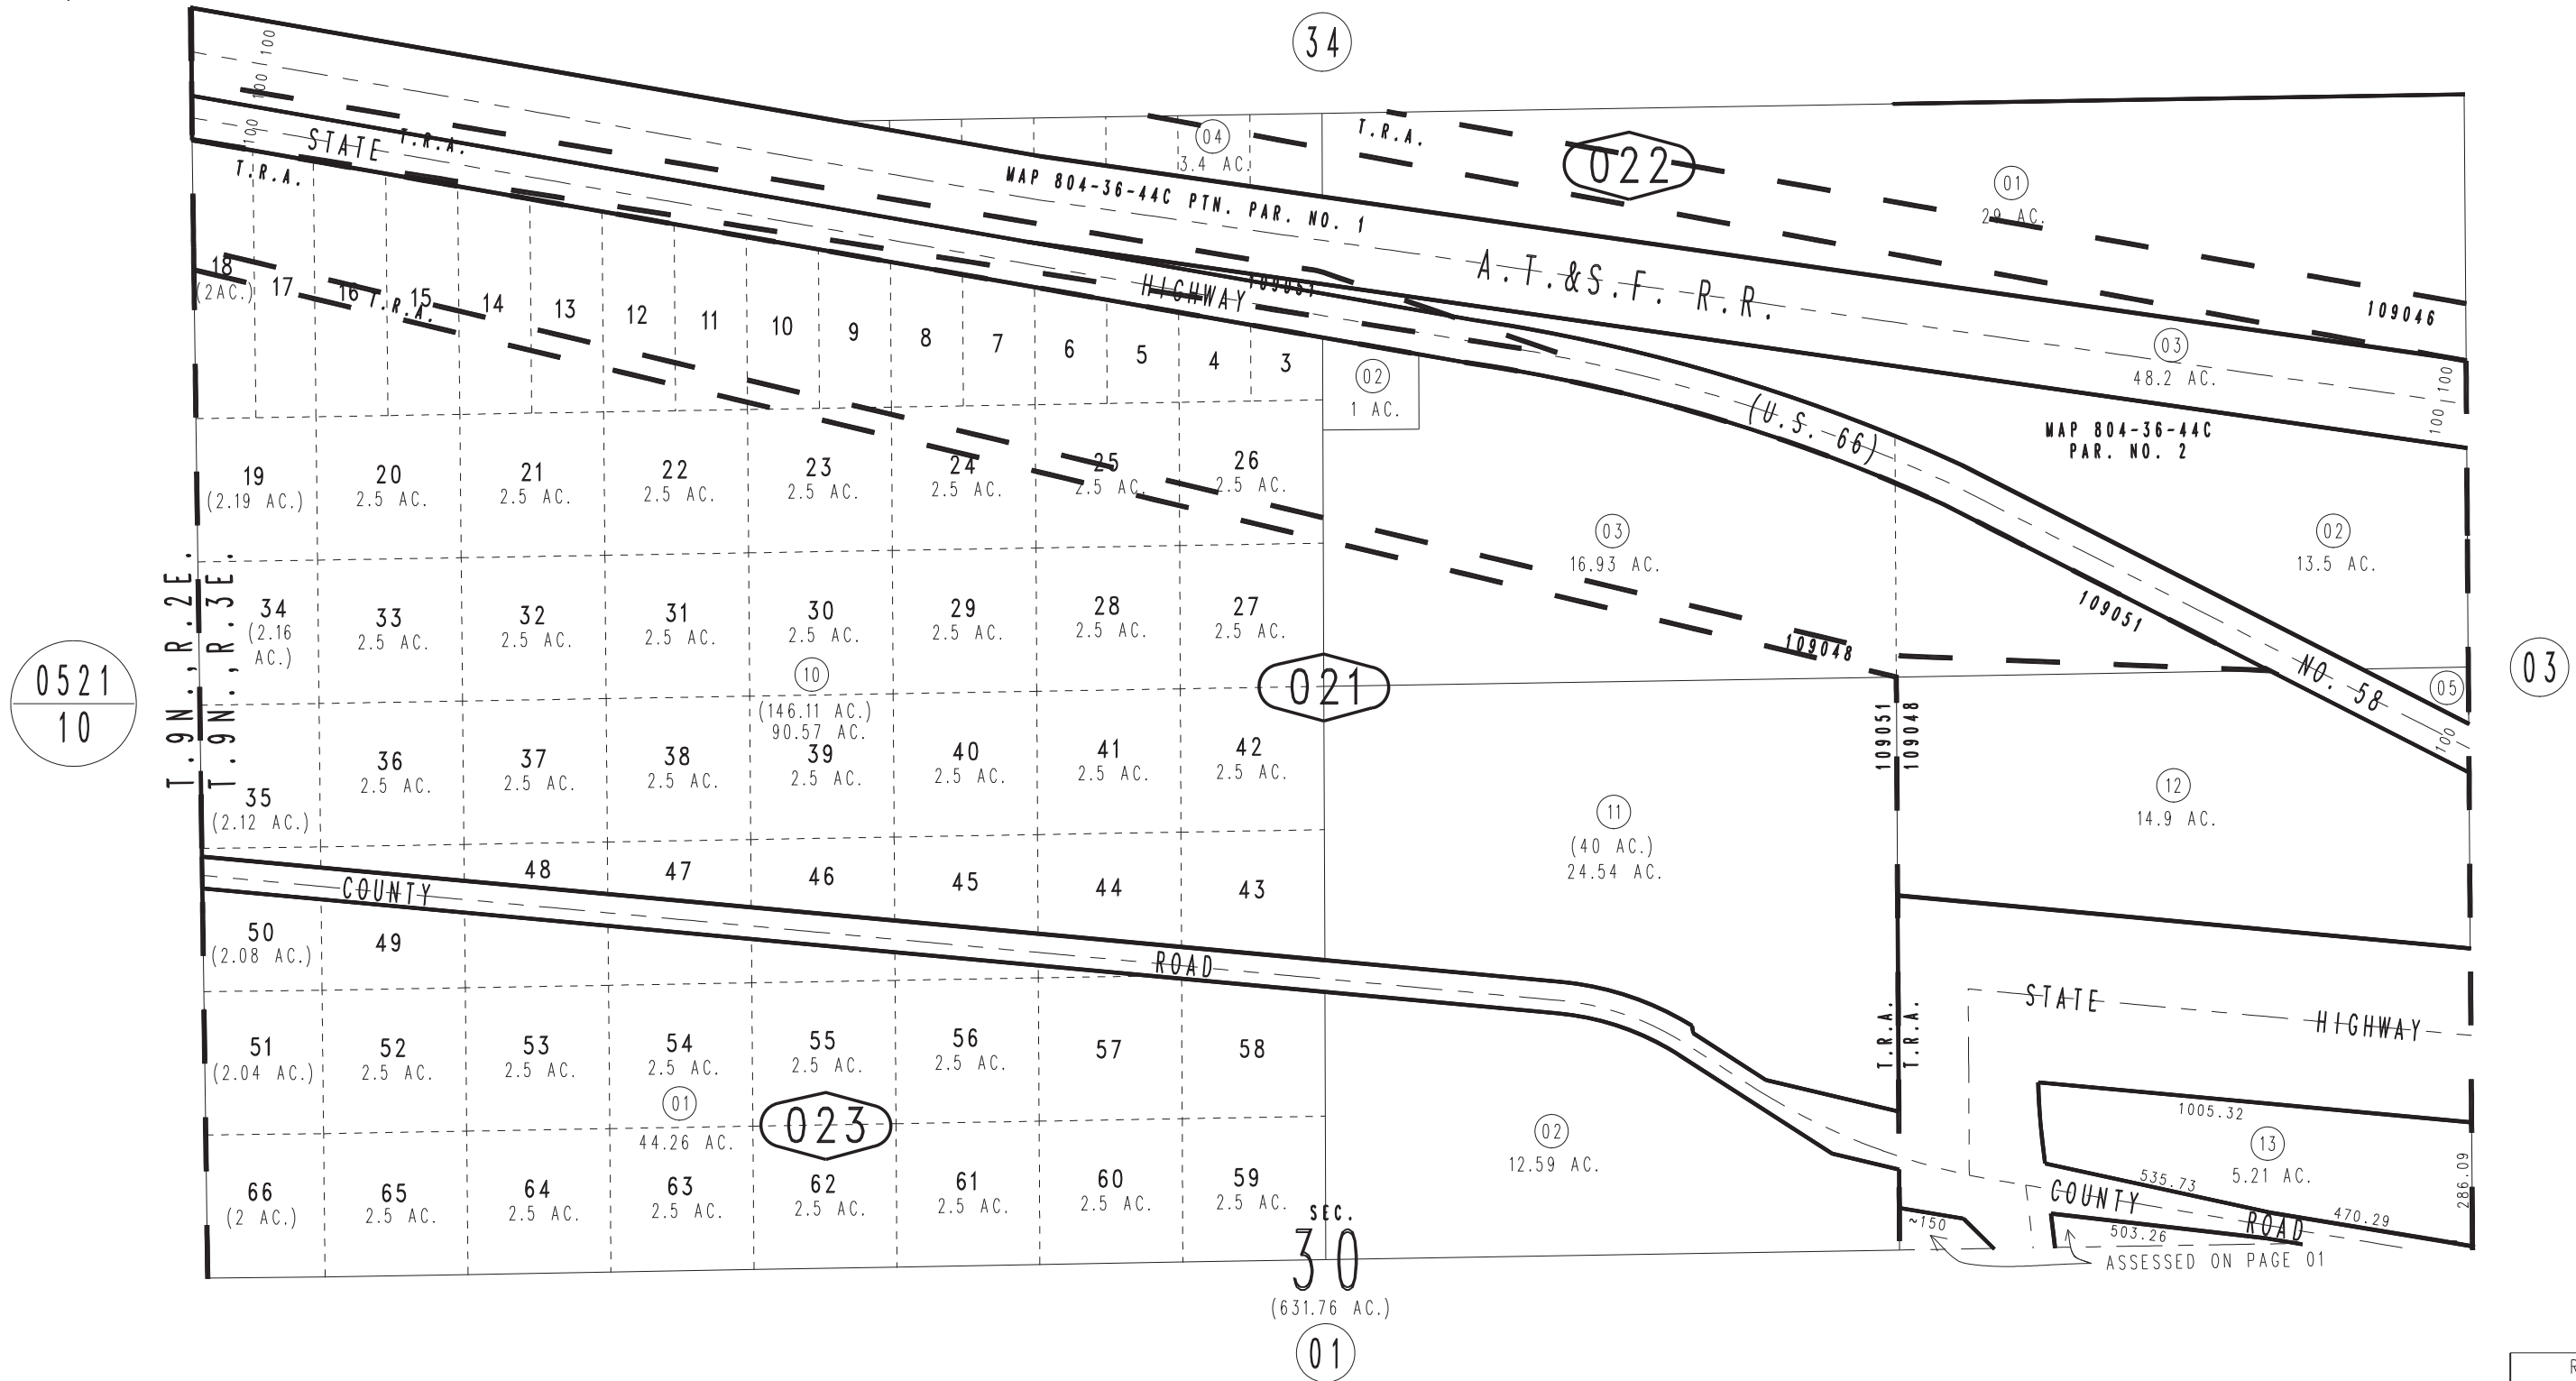 34
100
100
100
STATE
T.R.A.
T.R.A.
04
3.4 AC.
T.R.A.
022
01
29 AC.
MAP 804-36-44C PTN. PAR. NO. 1
A.T.&S.F. R.R.
HIGHWAY
109051
109046
03
48.2 AC.
100
100
18
(2AC.)
17
16
T.R.A.
15
14
13
12
11
10
9
8
7
6
5
4
3
02
1 AC.
(U.S. 66)
MAP 804-36-44C
PAR. NO. 2
19
(2.19 AC.)
20
2.5 AC.
21
2.5 AC.
22
2.5 AC.
23
2.5 AC.
24
2.5 AC.
25
2.5 AC.
26
2.5 AC.
03
16.93 AC.
02
13.5 AC.
T.9N.,R.2E.
T.9N.,R.3E.
34
(2.16
AC.)
33
2.5 AC.
32
2.5 AC.
31
2.5 AC.
30
2.5 AC.
29
2.5 AC.
28
2.5 AC.
27
2.5 AC.
109051
109048
0521
10
10
(146.11 AC.)
90.57 AC.
021
NO. 58
05
03
100
35
(2.12 AC.)
36
2.5 AC.
37
2.5 AC.
38
2.5 AC.
39
2.5 AC.
40
2.5 AC.
41
2.5 AC.
42
2.5 AC.
109051
109048
11
(40 AC.)
24.54 AC.
12
14.9 AC.
COUNTY
48
47
46
45
44
43
50
(2.08 AC.)
49
ROAD
STATE
HIGHWAY
T.R.A.
T.R.A.
51
(2.04 AC.)
52
2.5 AC.
53
2.5 AC.
54
2.5 AC.
55
2.5 AC.
56
2.5 AC.
57
58
01
44.26 AC.
023
02
12.59 AC.
1005.32
13
5.21 AC.
286.09
535.73
470.29
COUNTY
ROAD
503.26
~150
ASSESSED ON PAGE 01
66
(2 AC.)
65
2.5 AC.
64
2.5 AC.
63
2.5 AC.
62
2.5 AC.
61
2.5 AC.
60
2.5 AC.
59
2.5 AC.
SEC.
30
(631.76 AC.)
01